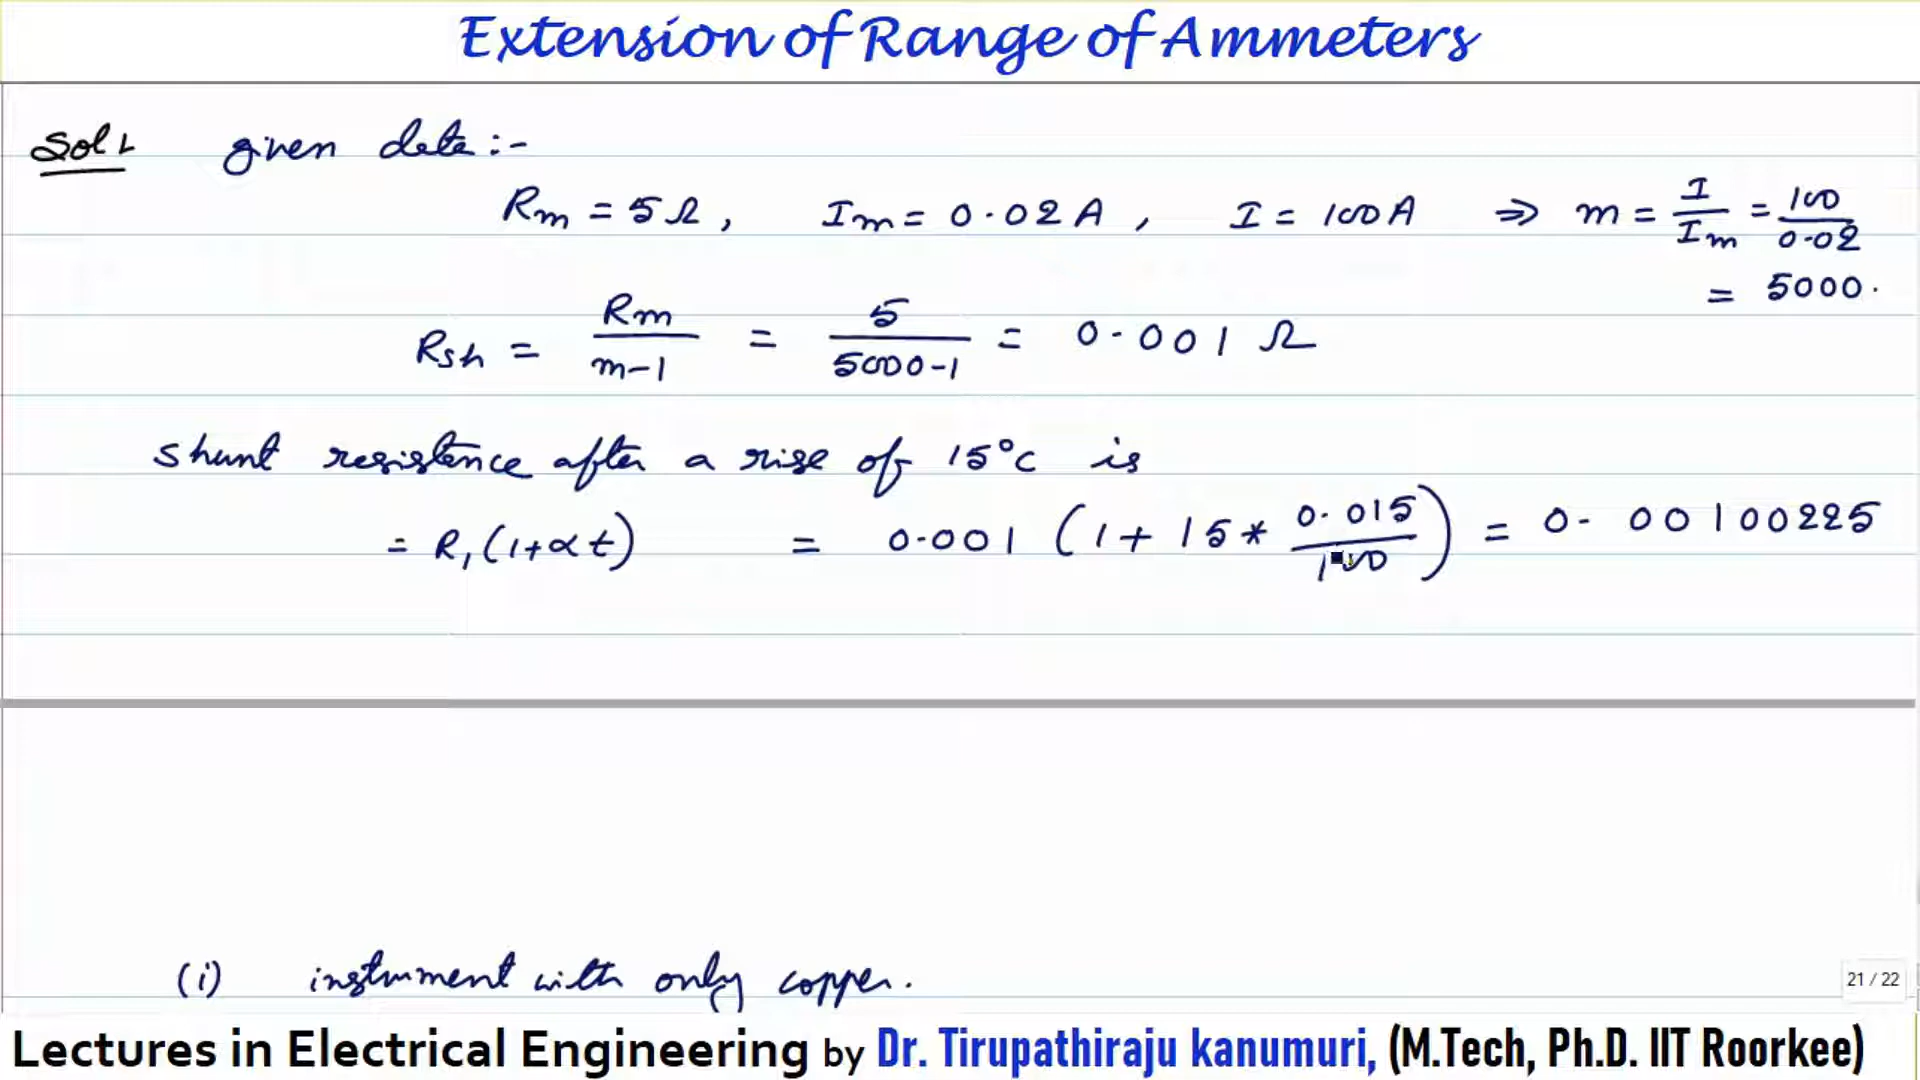 Extension of Range of Ammeters
Sol: given data :-
Rm = 5Ω, Im = 0.02A, I = 100A ⇒ m = I/Im = 100/0.02
= 5000.
Rsh = Rm/(m-1) = 5/(5000-1) = 0.001 Ω
shunt resistance after a rise of 15°C is
= R1(1+αt) = 0.001 (1 + 15 * 0.015/100) = 0.00100225
(i) instrument with only copper.
21 / 22
Lectures in Electrical Engineering by Dr. Tirupathiraju kanumuri, (M.Tech, Ph.D. IIT Roorkee)